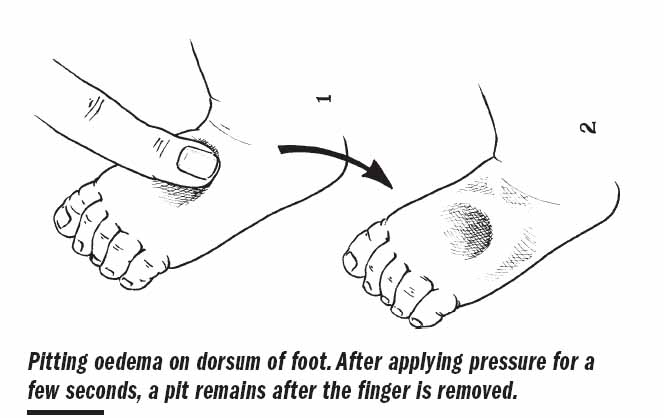 1
2
Pitting oedema on dorsum of foot. After applying pressure for a
few seconds, a pit remains after the finger is removed.